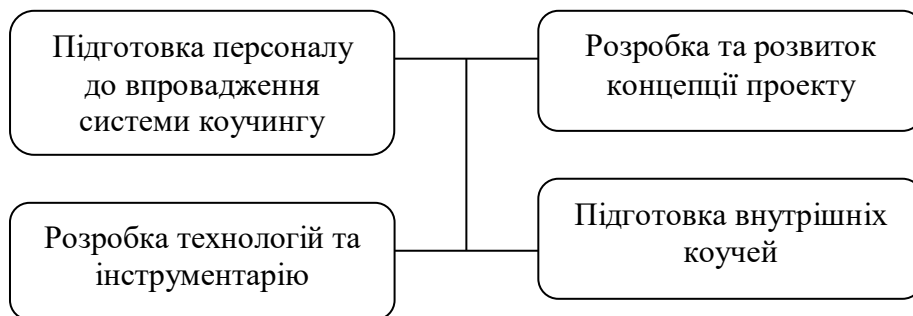 Підготовка персоналу
до впровадження
системи коучингу
Розробка та розвиток
концепції проекту
Розробка технологій та
інструментарію
Підготовка внутрішніх
коучей